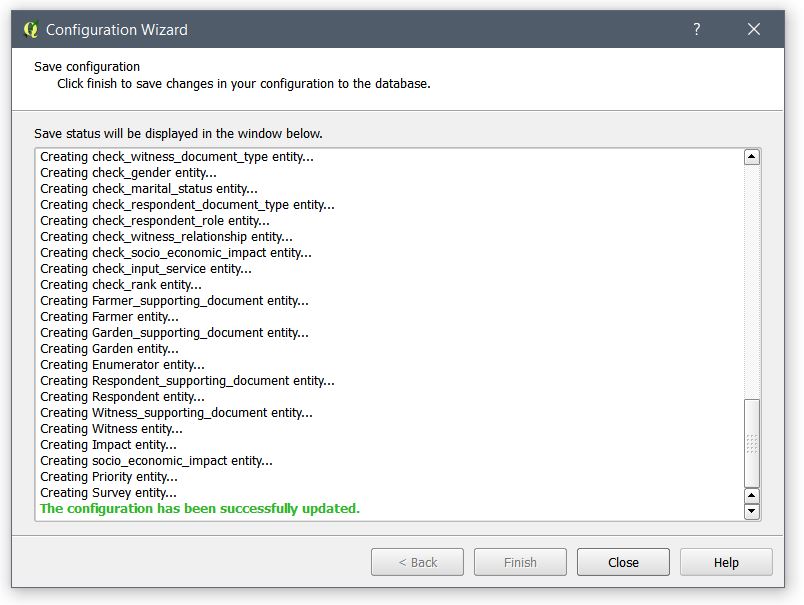 Configuration Wizard
?
Save configuration
Click finish to save changes in your configuration to the database.
Save status will be displayed in the window below.
Creating check_witness_document_type entity...
Creating check_gender entity...
Creating check_marital_status entity...
Creating check_respondent_document_type entity...
Creating check_respondent_role entity...
Creating check_witness_relationship entity...
Creating check_socio_economic_impact entity...
Creating check_input_service entity...
Creating check_rank entity...
Creating Farmer_supporting_document entity...
Creating Farmer entity...
Creating Garden_supporting_document entity...
Creating Garden entity...
Creating Enumerator entity...
Creating Respondent_supporting_document entity...
Creating Respondent entity...
Creating Witness_supporting_document entity...
Creating Witness entity...
Creating Impact entity...
Creating socio_economic_impact entity...
Creating Priority entity...
Creating Survey entity...
The configuration has been successfully updated.
< Back Finish Close Help